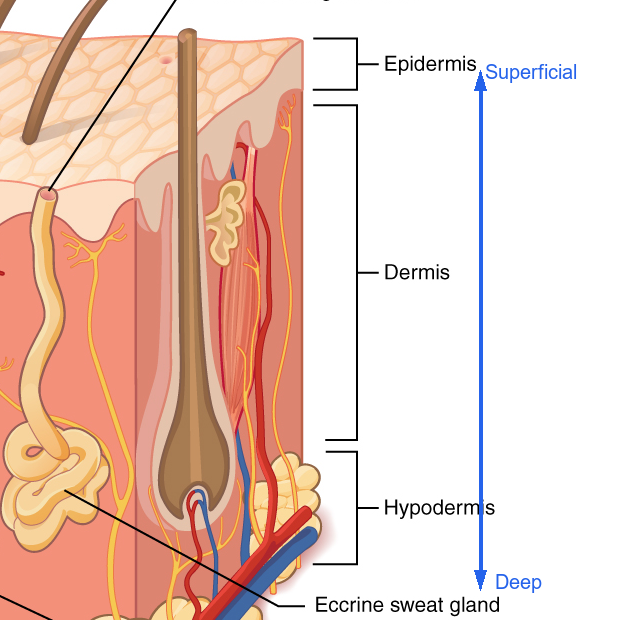 Epidermis
Superficial
Dermis
Hypodermis
Deep
Eccrine sweat gland